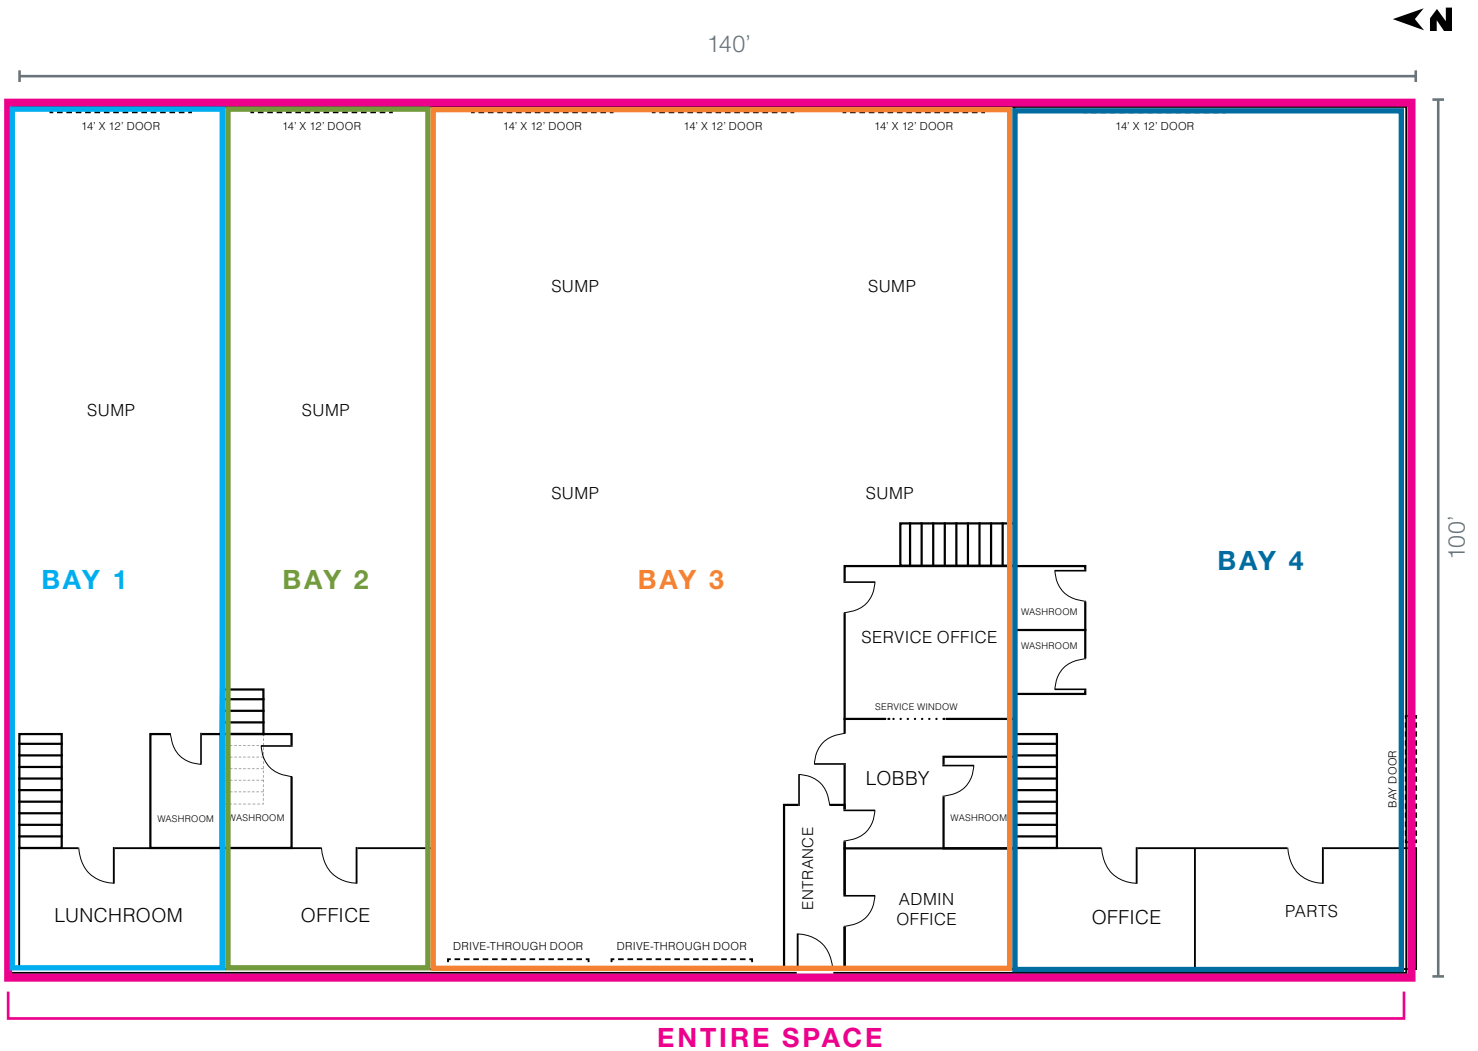 N
140’
14’ X 12’ DOOR
14’ X 12’ DOOR
14’ X 12’ DOOR
14’ X 12’ DOOR
14’ X 12’ DOOR
14’ X 12’ DOOR
SUMP
SUMP
SUMP
SUMP
SUMP
SUMP
100’
BAY 1
BAY 2
BAY 3
BAY 4
WASHROOM
SERVICE OFFICE
WASHROOM
SERVICE WINDOW
LOBBY
BAY DOOR
WASHROOM
WASHROOM
WASHROOM
ENTRANCE
LUNCHROOM
OFFICE
ADMIN
OFFICE
OFFICE
PARTS
DRIVE-THROUGH DOOR
DRIVE-THROUGH DOOR
ENTIRE SPACE